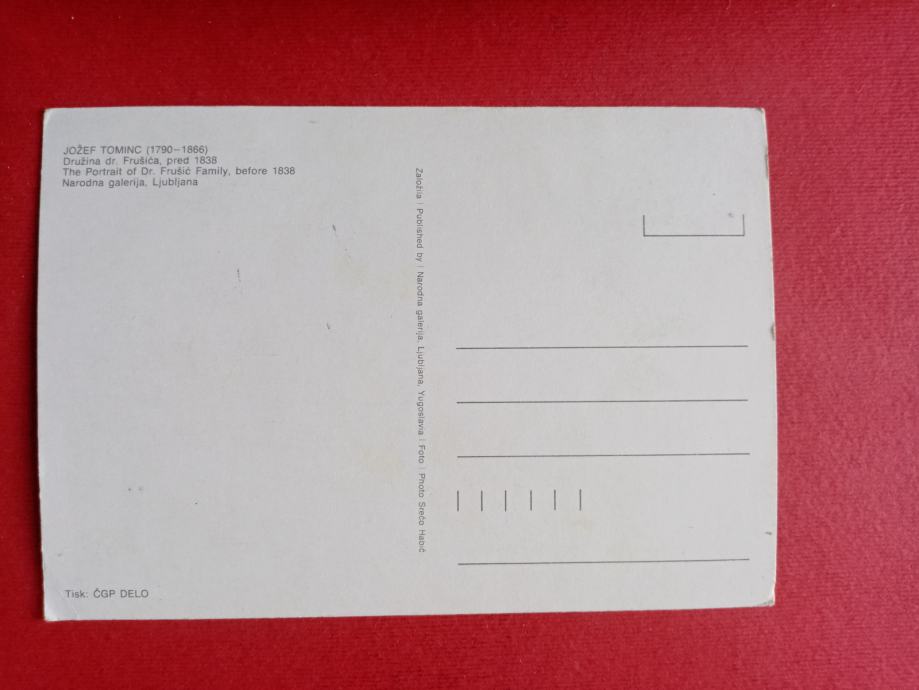 JOŽEF TOMINC (1790–1866)
Družina dr. Frušića, pred 1838
The Portrait of Dr. Frušić Family, before 1838
Narodna galerija, Ljubljana
Založila | Published by | Narodna galerija, Ljubljana, Yugoslavia | Foto | Photo Srečo Habič
Tisk: ČGP DELO